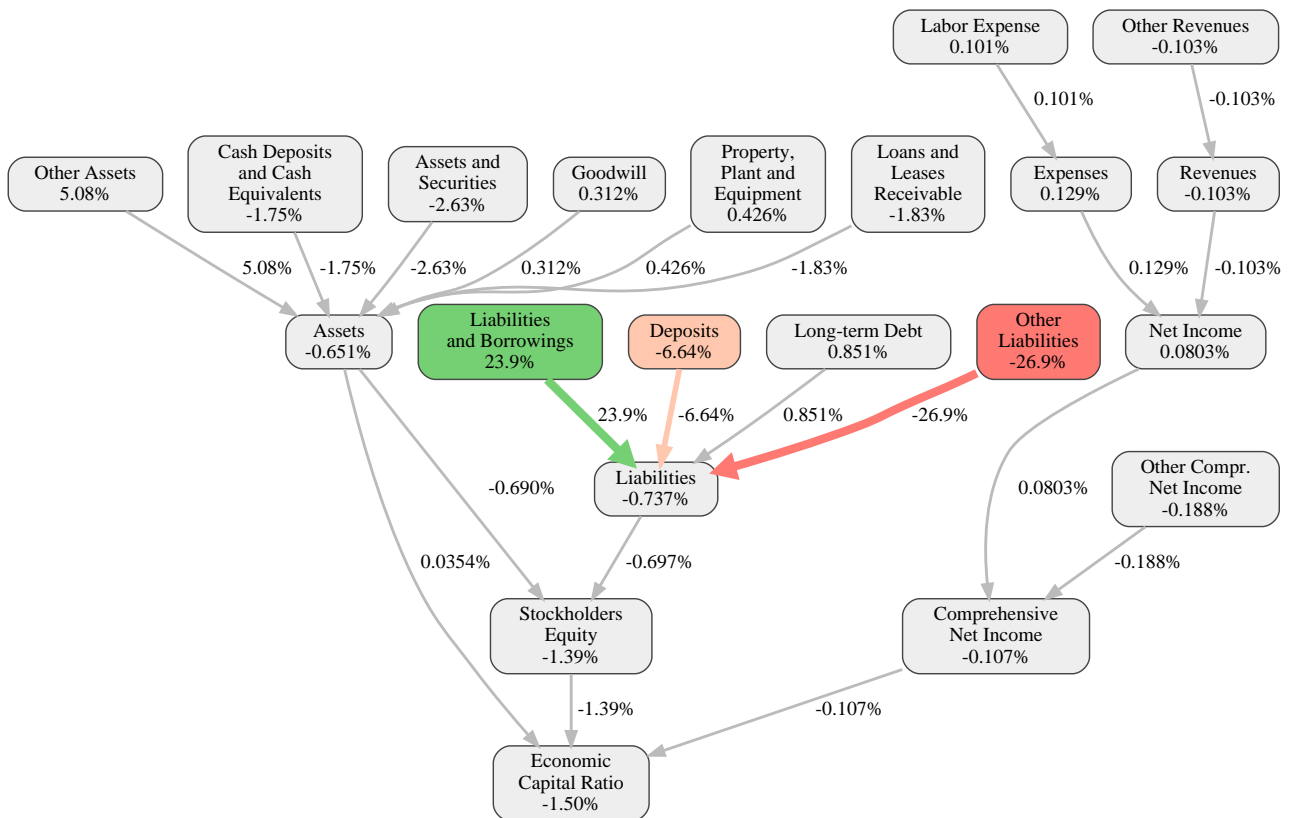 Labor Expense
0.101%
Other Revenues
-0.103%
0.101%
-0.103%
Other Assets
5.08%
Cash Deposits
and Cash
Equivalents
-1.75%
Assets and
Securities
-2.63%
Goodwill
0.312%
Property,
Plant and
Equipment
0.426%
Loans and
Leases
Receivable
-1.83%
Expenses
0.129%
Revenues
-0.103%
5.08%
-1.75%
-2.63%
0.312%
0.426%
-1.83%
0.129%
-0.103%
Assets
-0.651%
Liabilities
and Borrowings
23.9%
Deposits
-6.64%
Long-term Debt
0.851%
Other
Liabilities
-26.9%
Net Income
0.0803%
23.9%
-6.64%
0.851%
-26.9%
-0.690%
Liabilities
-0.737%
0.0803%
Other Compr.
Net Income
-0.188%
0.0354%
-0.697%
-0.188%
Stockholders
Equity
-1.39%
Comprehensive
Net Income
-0.107%
-1.39%
-0.107%
Economic
Capital Ratio
-1.50%